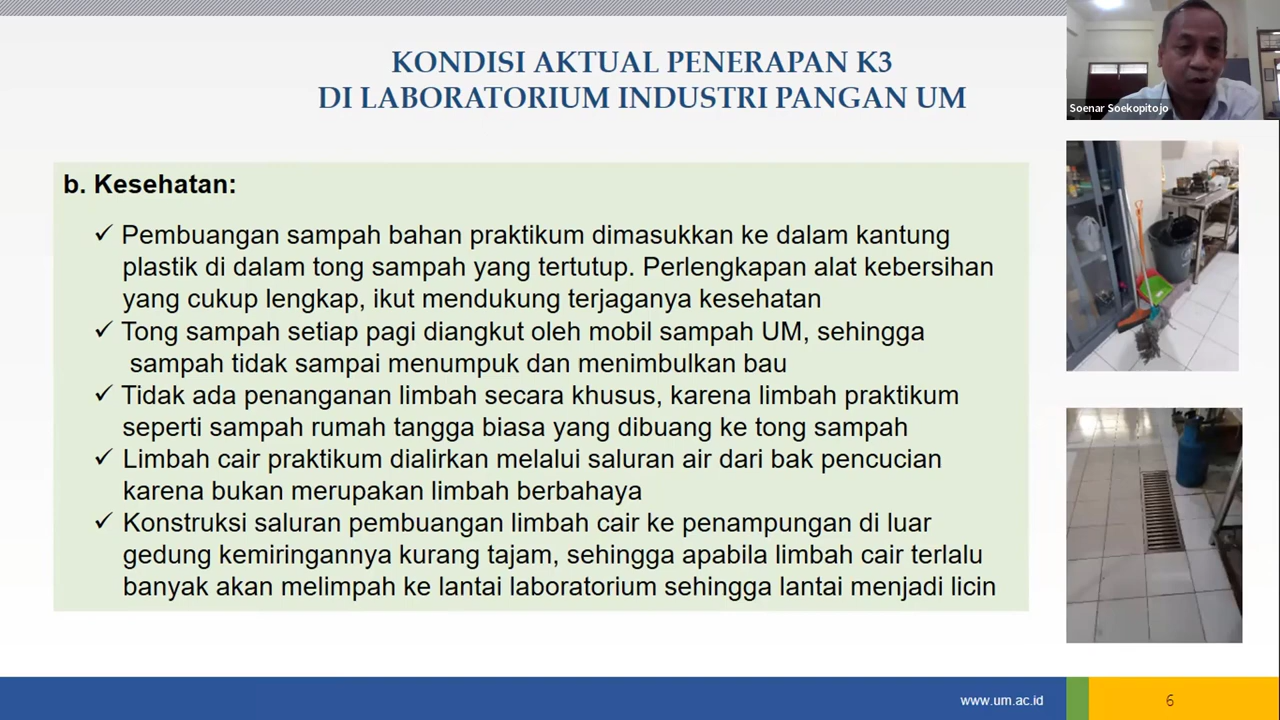 KONDISI AKTUAL PENERAPAN K3
DI LABORATORIUM INDUSTRI PANGAN UM
Soenar Soekopitojo
b. Kesehatan:
✓ Pembuangan sampah bahan praktikum dimasukkan ke dalam kantung
plastik di dalam tong sampah yang tertutup. Perlengkapan alat kebersihan
yang cukup lengkap, ikut mendukung terjaganya kesehatan
✓ Tong sampah setiap pagi diangkut oleh mobil sampah UM, sehingga
sampah tidak sampai menumpuk dan menimbulkan bau
✓ Tidak ada penanganan limbah secara khusus, karena limbah praktikum
seperti sampah rumah tangga biasa yang dibuang ke tong sampah
✓ Limbah cair praktikum dialirkan melalui saluran air dari bak pencucian
karena bukan merupakan limbah berbahaya
✓ Konstruksi saluran pembuangan limbah cair ke penampungan di luar
gedung kemiringannya kurang tajam, sehingga apabila limbah cair terlalu
banyak akan melimpah ke lantai laboratorium sehingga lantai menjadi licin
www.um.ac.id
6